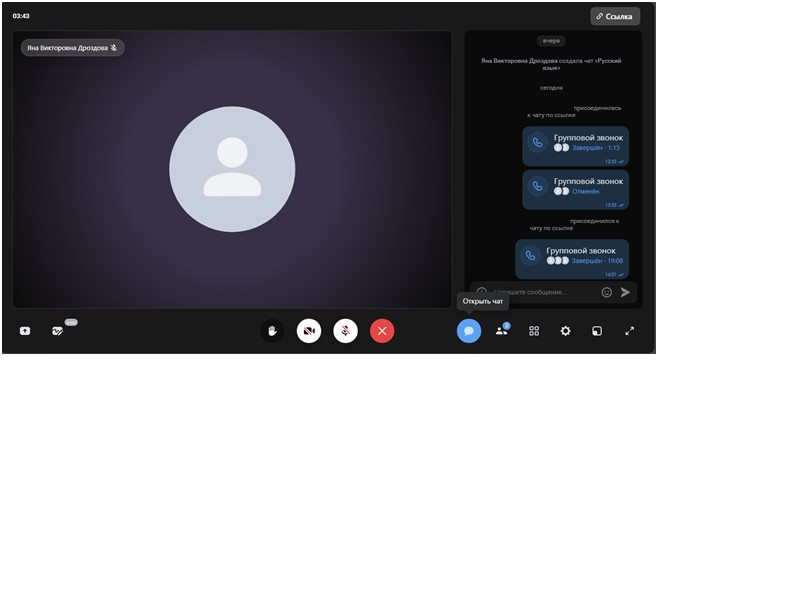 03:43
Ссылка
Яна Викторовна Дроздова
вчера
Яна Викторовна Дроздова создала чат «Русский
язык»
сегодня
присоединилась
к чату по ссылке
Групповой звонок
Завершён - 1:15
12:53
Групповой звонок
Отменён
13:33
присоединился к
чату по ссылке
Групповой звонок
Завершён - 19:08
14:01
Напишите сообщение...
Открыть чат
2